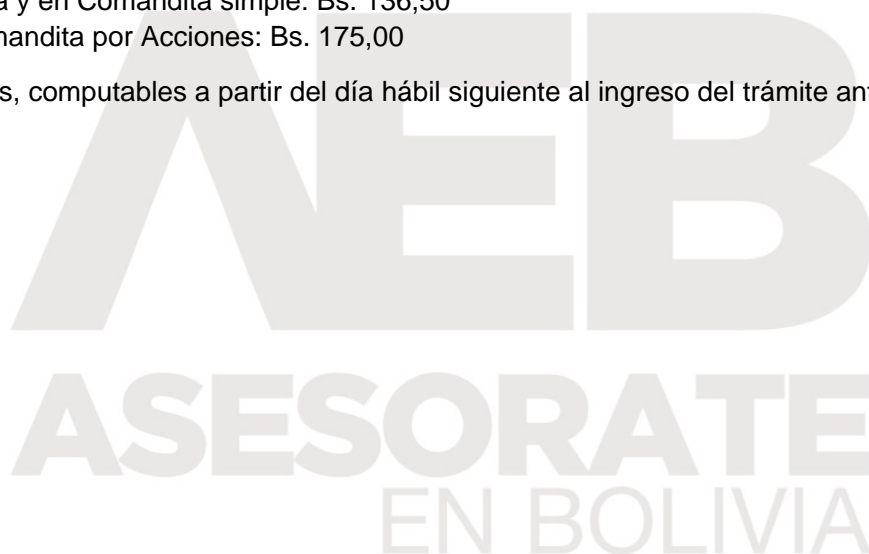 a y en Comandita simple: Bs. 136,50
nandita por Acciones: Bs. 175,00
s, computables a partir del día hábil siguiente al ingreso del trámite an
AEB
ASESORATE
EN BOLIVIA